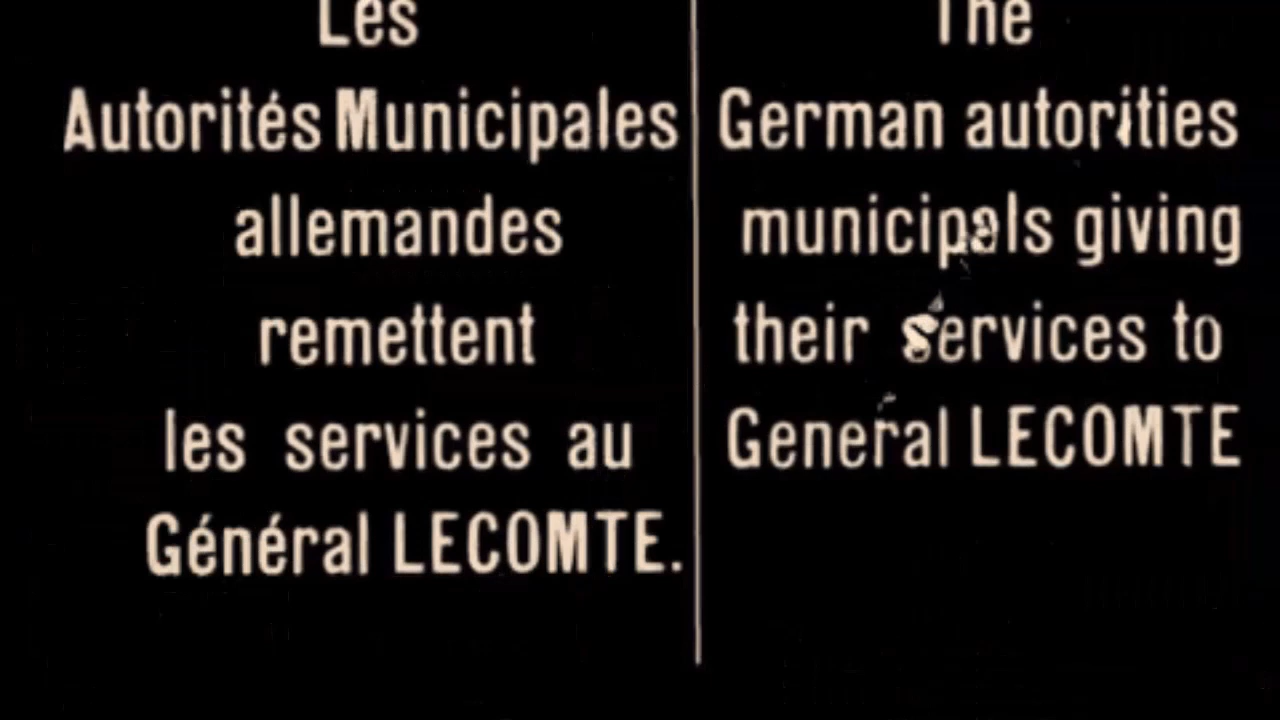 Les
Autorités Municipales
allemandes
remettent
les services au
Général LECOMTE.
The
German autorities
municipals giving
their services to
General LECOMTE